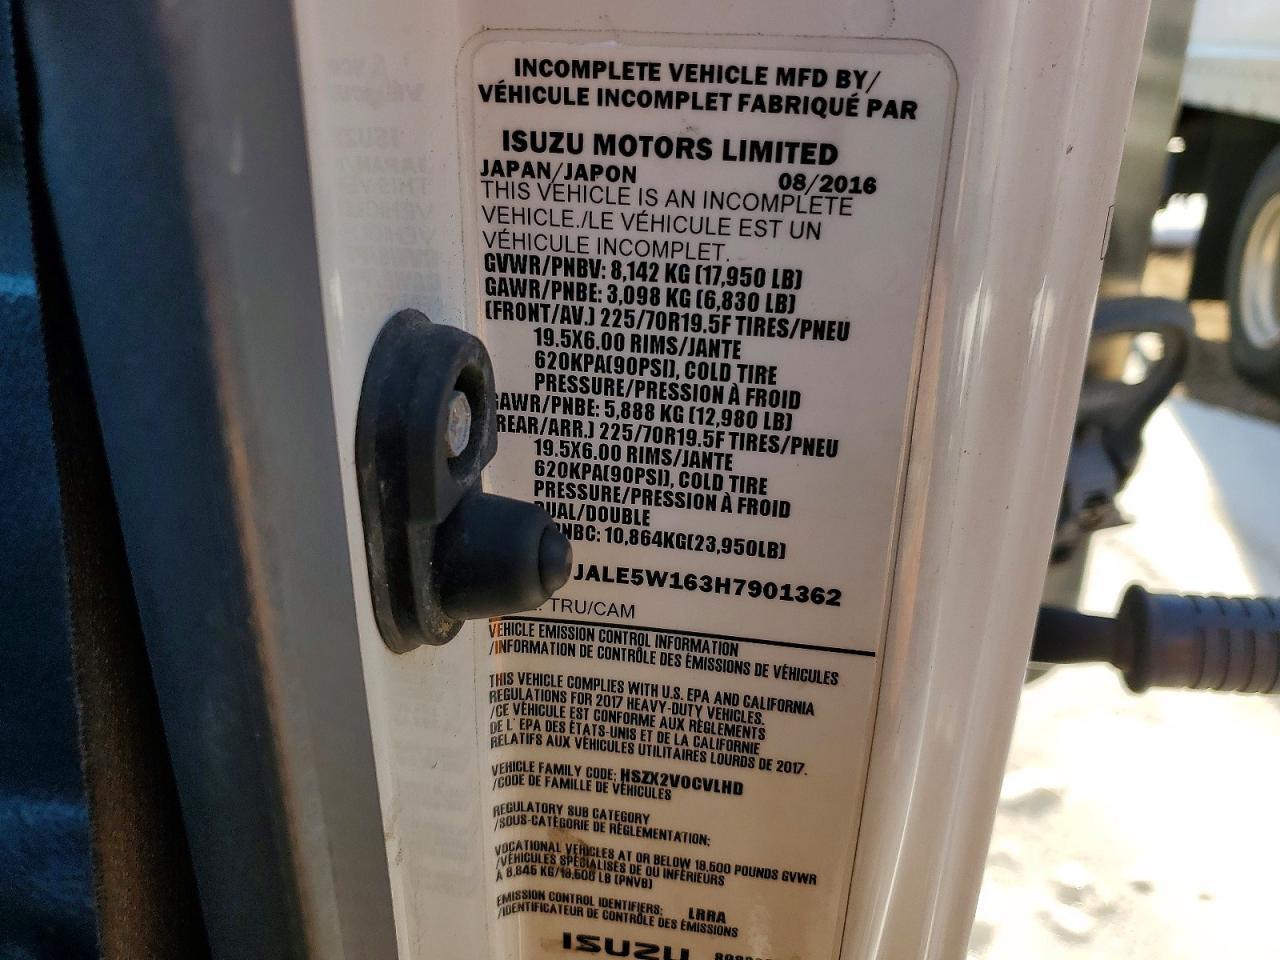 INCOMPLETE VEHICLE MFD BY/
VÉHICULE INCOMPLET FABRIQUÉ PAR
ISUZU MOTORS LIMITED
JAPAN/JAPON 08/2016
THIS VEHICLE IS AN INCOMPLETE
VEHICLE./LE VÉHICULE EST UN
VÉHICULE INCOMPLET.
GVWR/PNBV: 8,142 KG (17,950 LB)
GAWR/PNBE: 3,098 KG (6,830 LB)
(FRONT/AV.) 225/70R19.5F TIRES/PNEU
19.5X6.00 RIMS/JANTE
620KPA(90PSI), COLD TIRE
PRESSURE/PRESSION À FROID
GAWR/PNBE: 5,888 KG (12,980 LB)
(REAR/ARR.) 225/70R19.5F TIRES/PNEU
19.5X6.00 RIMS/JANTE
620KPA(90PSI), COLD TIRE
PRESSURE/PRESSION À FROID
DUAL/DOUBLE
PNBC: 10,864KG(23,950LB)
JALE5W163H7901362
TRU/CAM
VEHICLE EMISSION CONTROL INFORMATION
/INFORMATION DE CONTRÔLE DES ÉMISSIONS DE VÉHICULES
THIS VEHICLE COMPLIES WITH U.S. EPA AND CALIFORNIA
REGULATIONS FOR 2017 HEAVY-DUTY VEHICLES.
/CE VÉHICULE EST CONFORME AUX RÈGLEMENTS
DE L'EPA DES ÉTATS-UNIS ET DE LA CALIFORNIE
RELATIFS AUX VÉHICULES UTILITAIRES LOURDS DE 2017.
VEHICLE FAMILY CODE: HSZX2VOCVLHD
/CODE DE FAMILLE DE VÉHICULES
REGULATORY SUB CATEGORY
/SOUS-CATÉGORIE DE RÉGLEMENTATION:
VOCATIONAL VEHICLES AT OR BELOW 19,500 POUNDS GVWR
/VÉHICULES SPÉCIALISÉS DE OU INFÉRIEURS
À 8,845 KG/19,500 LB (PNVB)
EMISSION CONTROL IDENTIFIERS: LRRA
/IDENTIFICATEUR DE CONTRÔLE DES ÉMISSIONS
ISUZU